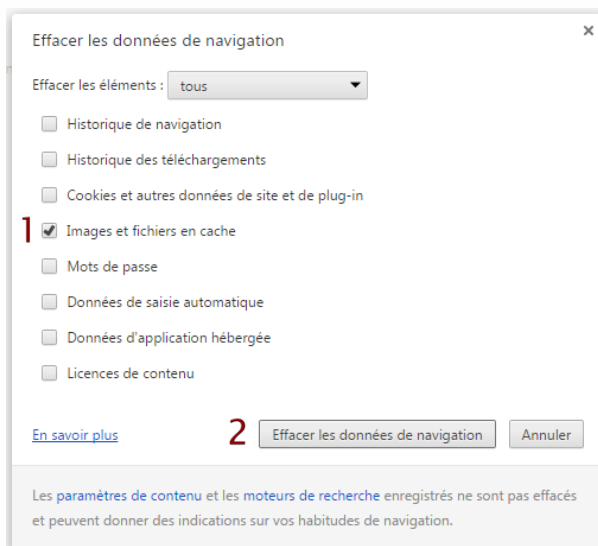 Effacer les données de navigation ×
Effacer les éléments : tous
Historique de navigation
Historique des téléchargements
Cookies et autres données de site et de plug-in
1 Images et fichiers en cache
Mots de passe
Données de saisie automatique
Données d'application hébergée
Licences de contenu
En savoir plus 2 Effacer les données de navigation Annuler
Les paramètres de contenu et les moteurs de recherche enregistrés ne sont pas effacés
et peuvent donner des indications sur vos habitudes de navigation.